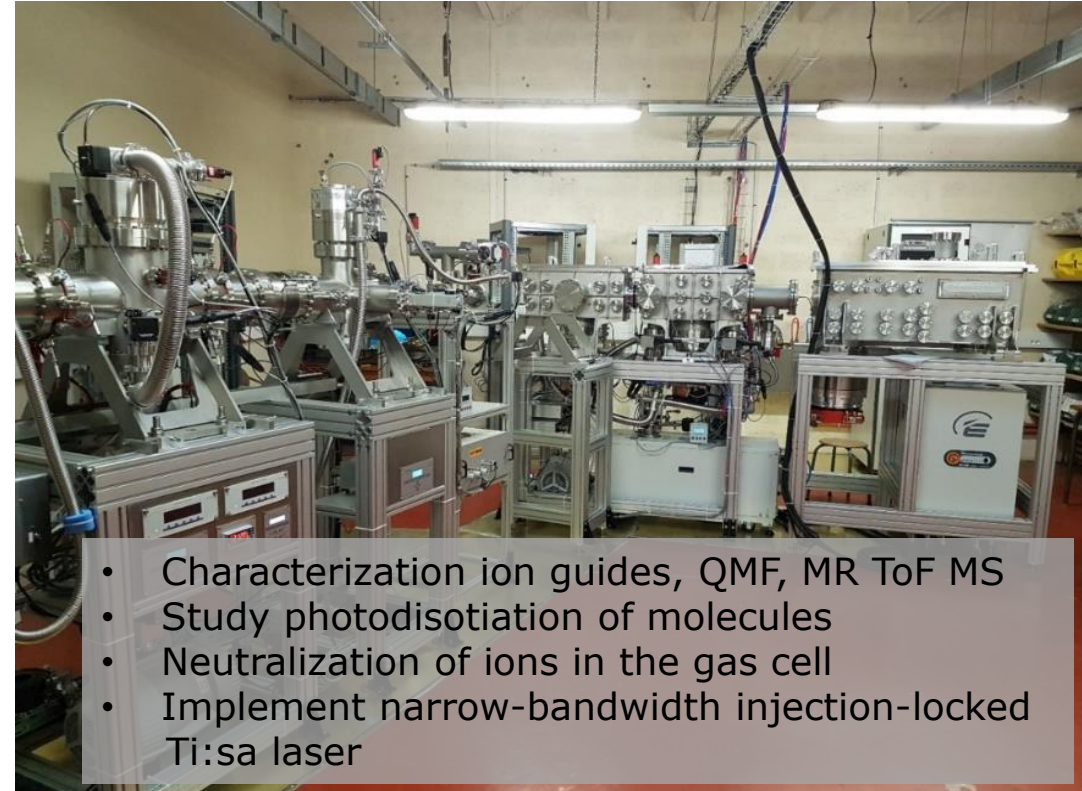 • Characterization ion guides, QMF, MR ToF MS
• Study photodisotiation of molecules
• Neutralization of ions in the gas cell
• Implement narrow-bandwidth injection-locked
Ti:sa laser